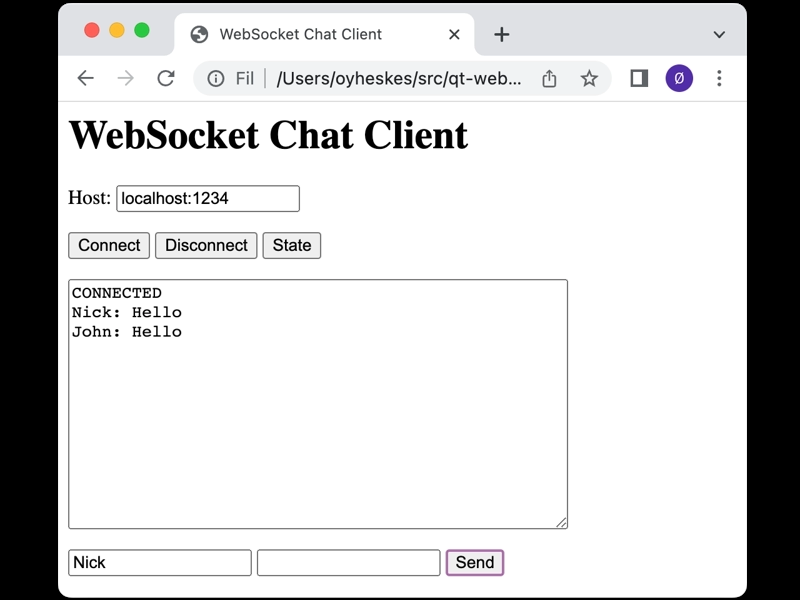 WebSocket Chat Client
Fil | /Users/oyheskes/src/qt-web...
Ø
WebSocket Chat Client
Host: localhost:1234
Connect Disconnect State
CONNECTED
Nick: Hello
John: Hello
Nick Send